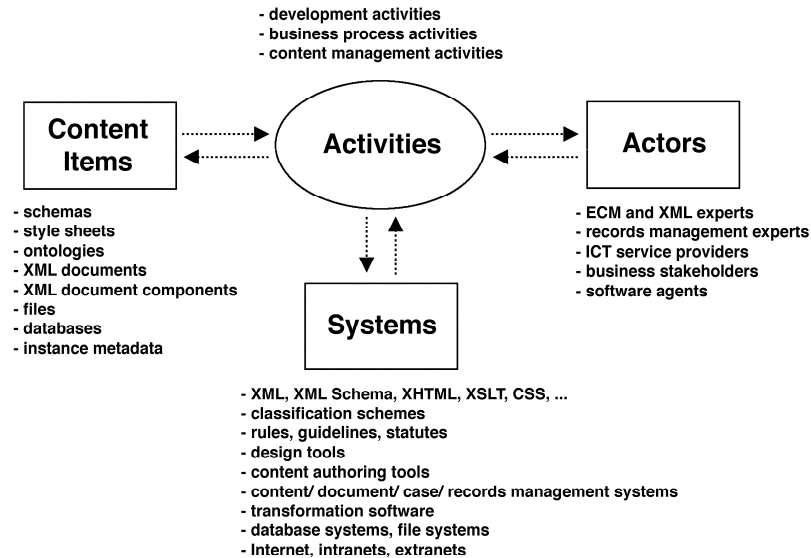 - development activities
- business process activities
- content management activities
Content
Items
Activities
Actors
- schemas
- style sheets
- ontologies
- XML documents
- XML document components
- files
- databases
- instance metadata
- ECM and XML experts
- records management experts
- ICT service providers
- business stakeholders
- software agents
Systems
- XML, XML Schema, XHTML, XSLT, CSS, ...
- classification schemes
- rules, guidelines, statutes
- design tools
- content authoring tools
- content/ document/ case/ records management systems
- transformation software
- database systems, file systems
- Internet, intranets, extranets